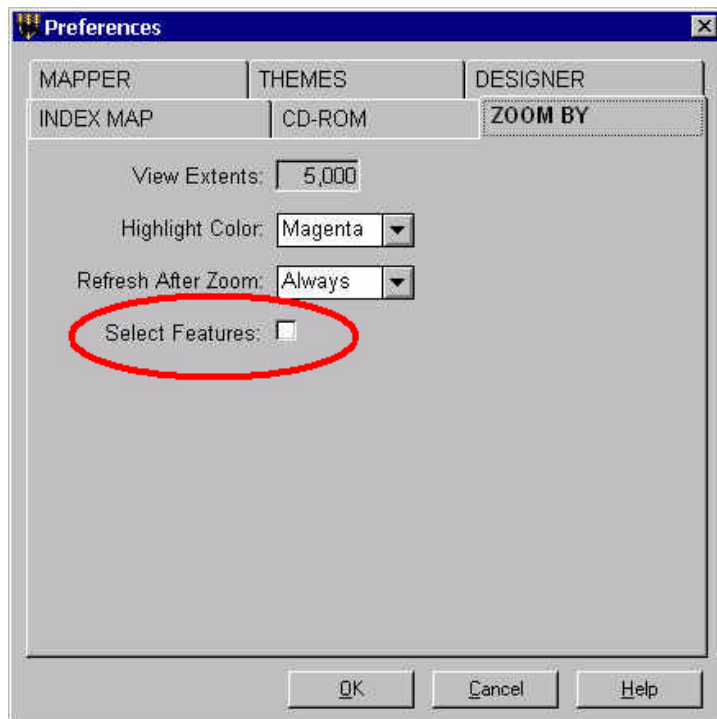 Preferences
MAPPER THEMES DESIGNER
INDEX MAP CD-ROM ZOOM BY
View Extents: 5,000
Highlight Color: Magenta
Refresh After Zoom: Always
Select Features:
OK Cancel Help